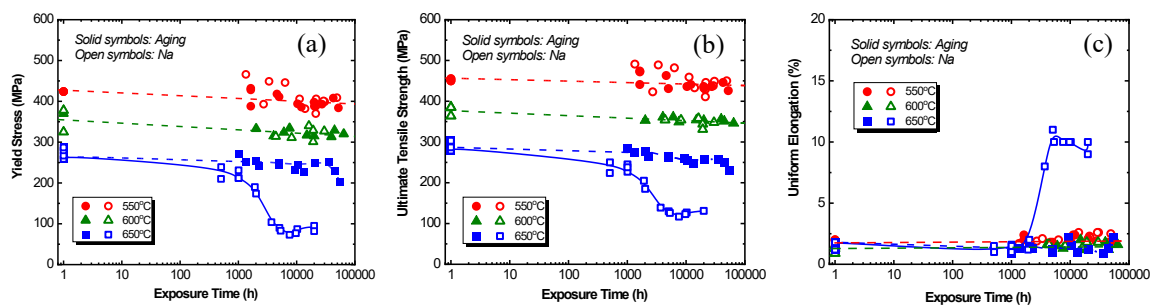 (a)
Solid symbols: Aging
Open symbols: Na
Yield Stress (MPa)
600
500
400
300
200
100
0
550°C
600°C
650°C
1
10
100
1000
10000
100000
Exposure Time (h)
(b)
Solid symbols: Aging
Open symbols: Na
Ultimate Tensile Strength (MPa)
600
500
400
300
200
100
0
550°C
600°C
650°C
1
10
100
1000
10000
100000
Exposure Time (h)
(c)
Solid symbols: Aging
Open symbols: Na
Uniform Elongation (%)
20
15
10
5
0
550°C
600°C
650°C
1
10
100
1000
10000
100000
Exposure Time (h)